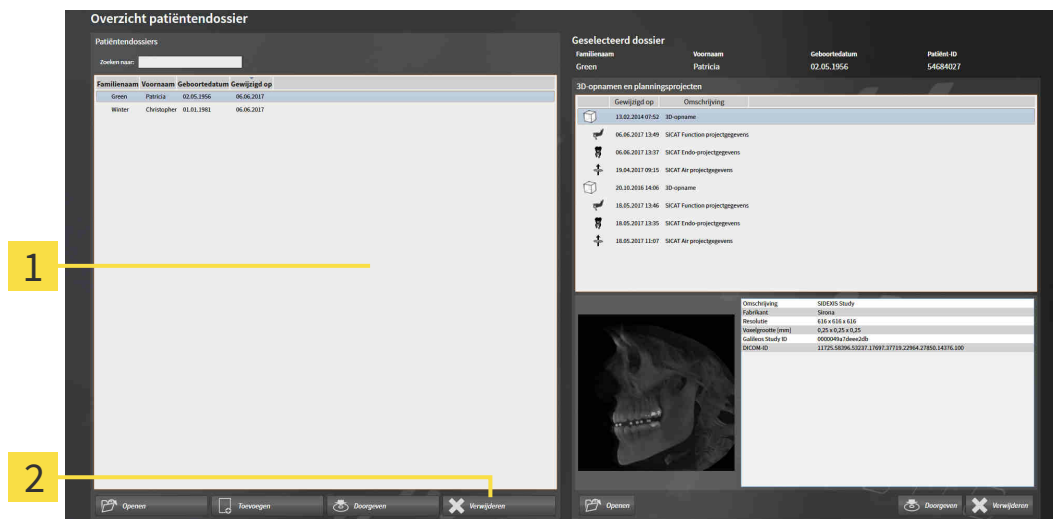 Overzicht patiëntendossier
Patiëntendossiers
Zoeken naar:
Familienaam Voornaam Geboortedatum Gewijzigd op
Green Patricia 02.05.1956 06.06.2017
Winter Christopher 01.01.1981 06.06.2017
1
2
Openen Toevoegen Doorgeven Verwijderen
Geselecteerd dossier
Familienaam Voornaam Geboortedatum Patiënt-ID
Green Patricia 02.05.1956 54684027
3D-opnamen en planningsprojecten
Gewijzigd op Omschrijving
13.02.2014 07:52 3D-opname
06.06.2017 13:49 SICAT Function projectgegevens
06.06.2017 13:37 SICAT Endo-projectgegevens
19.04.2017 09:15 SICAT Air projectgegevens
20.10.2016 14:06 3D-opname
18.05.2017 13:46 SICAT Function projectgegevens
18.05.2017 13:35 SICAT Endo-projectgegevens
18.05.2017 11:07 SICAT Air projectgegevens
Omschrijving SIDEXIS Study
Fabrikant Sirona
Resolutie 616 x 616 x 616
Voxelgrootte (mm) 0,25 x 0,25 x 0,25
Galileos Study ID 0000049a7deee2db
DICOM-ID 11725.58396.53237.17697.37719.22964.27850.14376.100
Openen Doorgeven Verwijderen